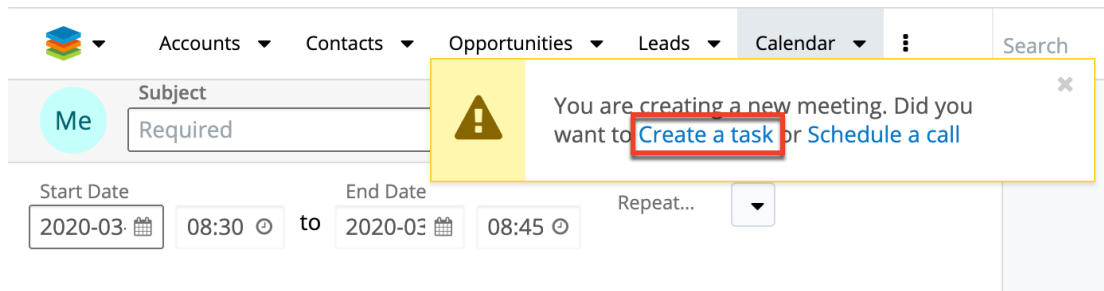 Accounts Contacts Opportunities Leads Calendar Search
Subject
Me
Required
You are creating a new meeting. Did you
want to Create a task or Schedule a call
Start Date End Date
Repeat...
2020-03- 08:30 to 2020-03 08:45